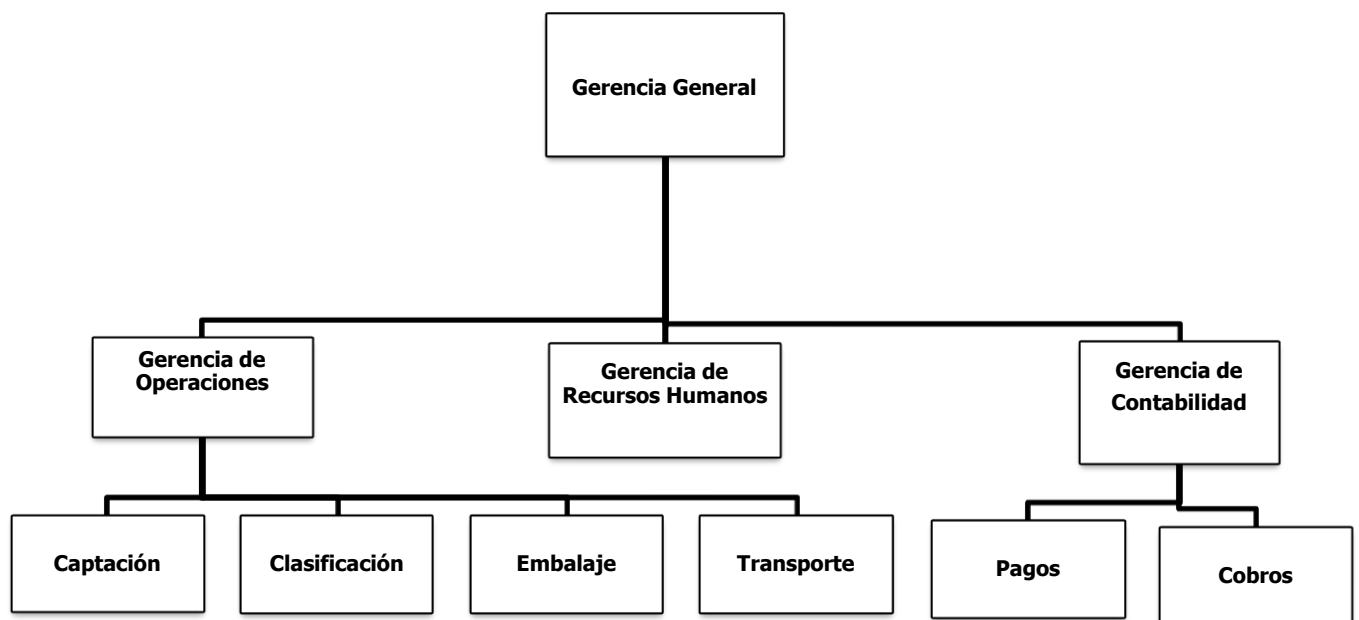 Gerencia General
Gerencia de
Operaciones
Gerencia de
Recursos Humanos
Gerencia de
Contabilidad
Captación
Clasificación
Embalaje
Transporte
Pagos
Cobros